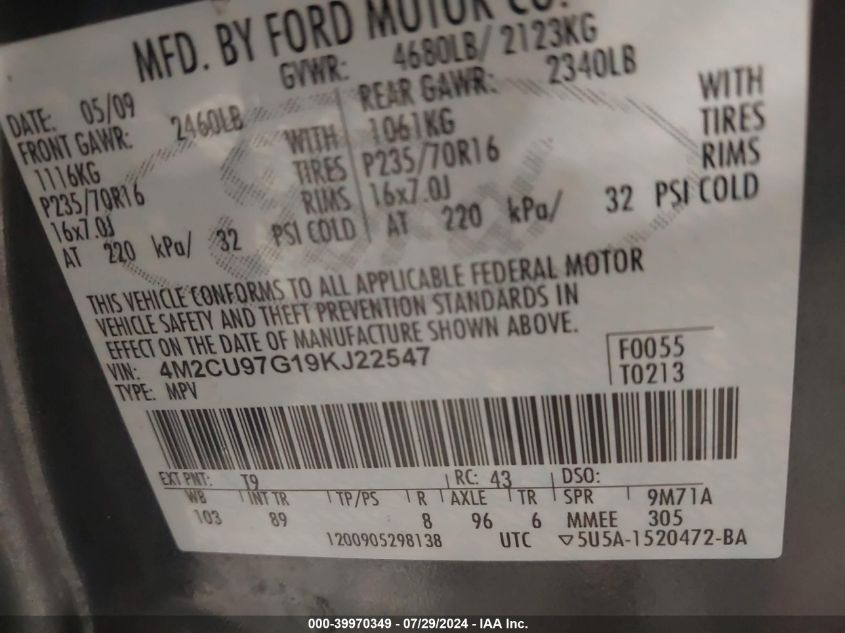 MFD. BY FORD MOTOR CO.
DATE: 05/09 GVWR: 4680LB/ 2123KG
FRONT GAWR: 2460LB REAR GAWR: 2340LB
1116KG WITH 1061KG WITH
P235/70R16 TIRES P235/70R16 TIRES
16x7.0J RIMS 16x7.0J RIMS
AT 220 kPa/ 32 PSI COLD AT 220 kPa/ 32 PSI COLD
THIS VEHICLE CONFORMS TO ALL APPLICABLE FEDERAL MOTOR
VEHICLE SAFETY AND THEFT PREVENTION STANDARDS IN
EFFECT ON THE DATE OF MANUFACTURE SHOWN ABOVE.
VIN: 4M2CU97G19KJ22547 F0055
TYPE: MPV T0213
EXT PNT: T9 RC: 43 DSO:
WB INT TR TP/PS R AXLE TR SPR 9M71A
103 89 8 96 6 MMEE 305
1200905298138 UTC ▽5U5A-1520472-BA
000-39970349 | 07/29/2024 | IAA Inc.